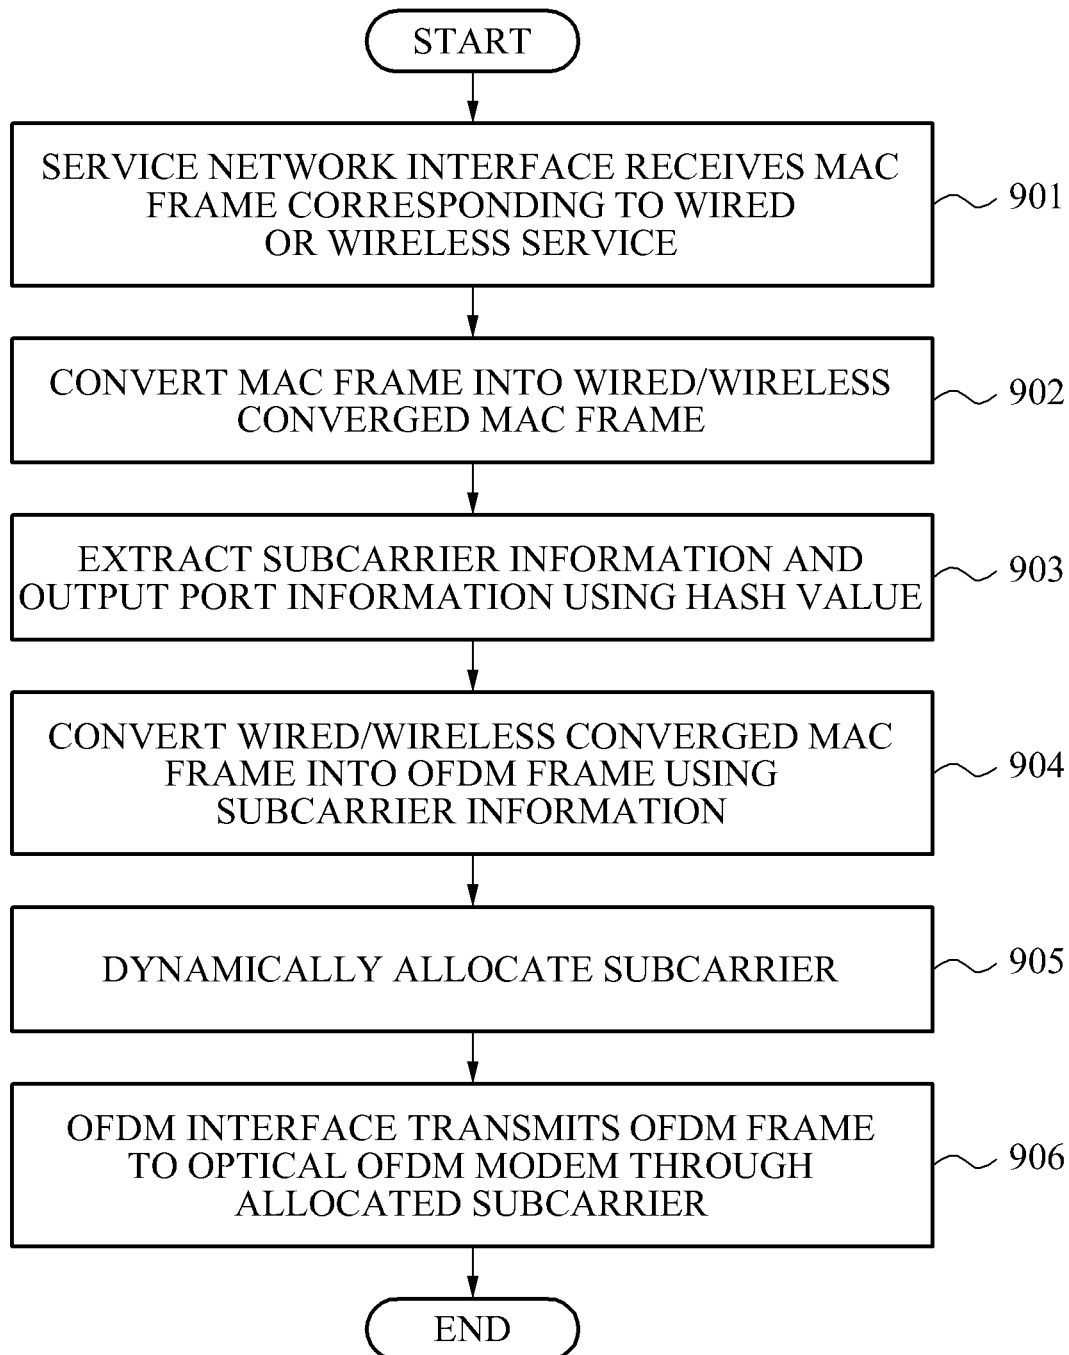 START
SERVICE NETWORK INTERFACE RECEIVES MAC
FRAME CORRESPONDING TO WIRED
OR WIRELESS SERVICE
901
CONVERT MAC FRAME INTO WIRED/WIRELESS
CONVERGED MAC FRAME
902
EXTRACT SUBCARRIER INFORMATION AND
OUTPUT PORT INFORMATION USING HASH VALUE
903
CONVERT WIRED/WIRELESS CONVERGED MAC
FRAME INTO OFDM FRAME USING
SUBCARRIER INFORMATION
904
DYNAMICALLY ALLOCATE SUBCARRIER
905
OFDM INTERFACE TRANSMITS OFDM FRAME
TO OPTICAL OFDM MODEM THROUGH
ALLOCATED SUBCARRIER
906
END